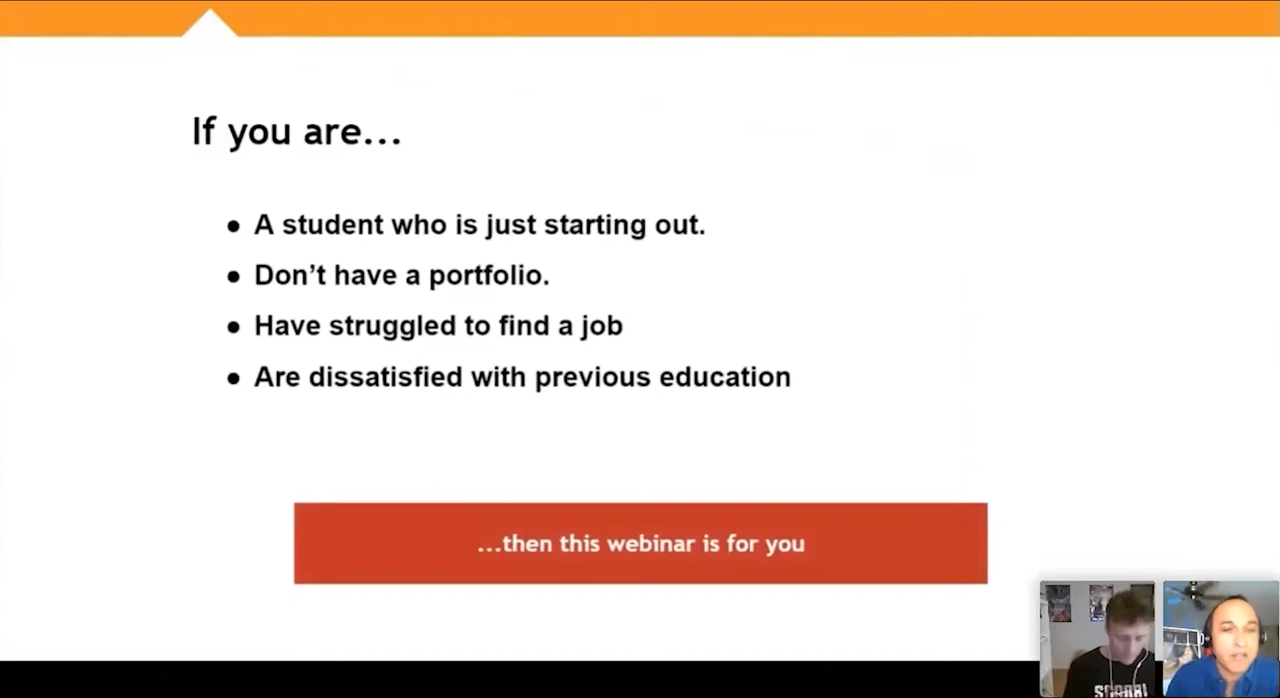 If you are...
● A student who is just starting out.
● Don’t have a portfolio.
● Have struggled to find a job
● Are dissatisfied with previous education
...then this webinar is for you